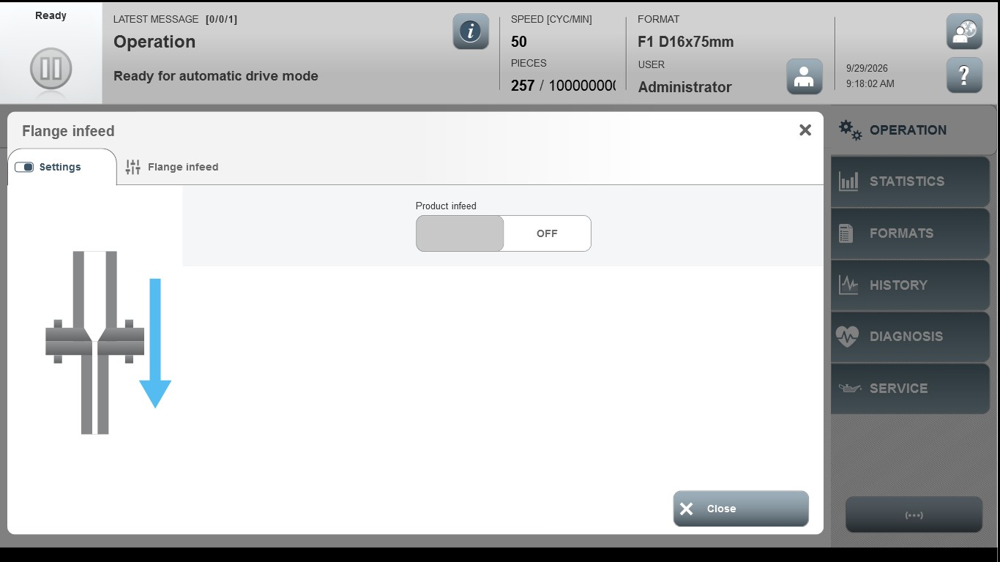 Ready
LATEST MESSAGE [0/0/1]
Operation
Ready for automatic drive mode
i
SPEED [CYC/MIN]
50
PIECES
257 / 10000000
FORMAT
F1 D16x75mm
USER
Administrator
9/29/2026
9:18:02 AM
?
Flange infeed
Settings
Flange infeed
Product infeed
OFF
Close
OPERATION
STATISTICS
FORMATS
HISTORY
DIAGNOSIS
SERVICE
(•••)